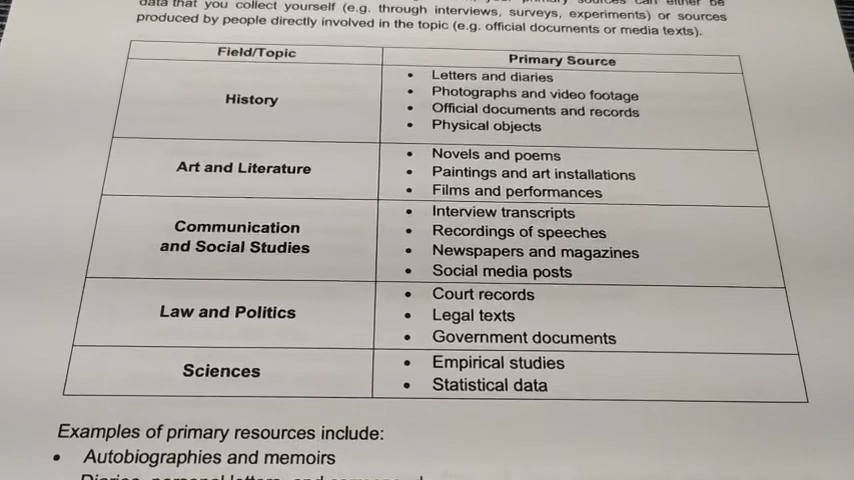 data that you collect yourself (e.g. through interviews, surveys, experiments) or sources
produced by people directly involved in the topic (e.g. official documents or media texts).
Field/Topic
Primary Source
History
• Letters and diaries
• Photographs and video footage
• Official documents and records
• Physical objects
Art and Literature
• Novels and poems
• Paintings and art installations
• Films and performances
Communication
and Social Studies
• Interview transcripts
• Recordings of speeches
• Newspapers and magazines
• Social media posts
Law and Politics
• Court records
• Legal texts
• Government documents
Sciences
• Empirical studies
• Statistical data
Examples of primary resources include:
• Autobiographies and memoirs
Diaries, personal letters, and